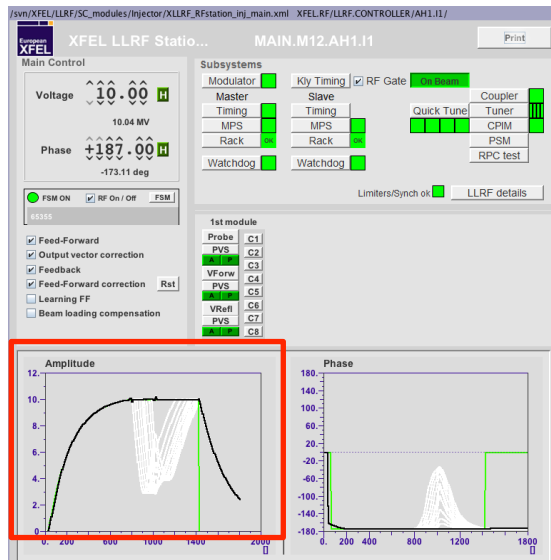 /svn/XFEL/LLRF/SC_modules/Injector/XLLRF_RFstation_inj_main.xml XFEL.RF/LLRF.CONTROLLER/AH1.I1/
European XFEL
XFEL LLRF Statio... MAIN.M12.AH1.I1
Print
Main Control
Voltage 10.00 H
10.04 MV
Phase +187.00 H
-173.11 deg
FSM ON RF On / Off FSM
65355
Feed-Forward
Output vector correction
Feedback
Feed-Forward correction Rst
Learning FF
Beam loading compensation
Subsystems
Modulator Kly Timing RF Gate On Beam
Master Slave Coupler
Timing Timing Quick Tune Tuner
MPS MPS CPIM
Rack OK Rack OK PSM
RPC test
Watchdog Watchdog
Limiters/Synch ok LLRF details
1st module
Probe C1
PVS C2
A P C3
VForw C4
PVS C5
A P C6
VRefl C7
PVS C8
A P
Amplitude
12.
10.
8.
6.
4.
2.
0.
0. 200 600 1000 1400 2000
Phase
180.
140.
100.
60.
20.
-20.
-60.
-100.
-140.
-180.
0. 200 400 800 1200 1800